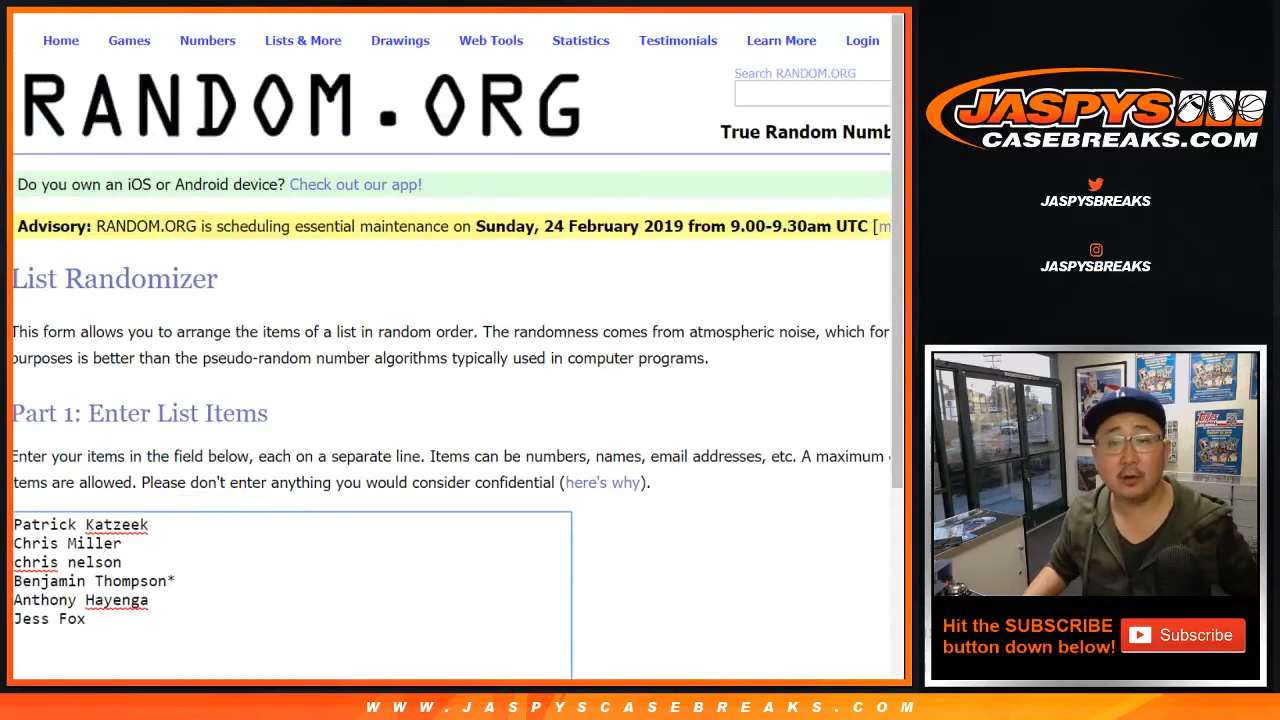 Home Games Numbers Lists & More Drawings Web Tools Statistics Testimonials Learn More Login
RANDOM.ORG
Search RANDOM.ORG
True Random Numb
Do you own an iOS or Android device? Check out our app!
Advisory: RANDOM.ORG is scheduling essential maintenance on Sunday, 24 February 2019 from 9.00-9.30am UTC [m
List Randomizer
This form allows you to arrange the items of a list in random order. The randomness comes from atmospheric noise, which for
purposes is better than the pseudo-random number algorithms typically used in computer programs.
Part 1: Enter List Items
Enter your items in the field below, each on a separate line. Items can be numbers, names, email addresses, etc. A maximum
tems are allowed. Please don't enter anything you would consider confidential (here's why).
Patrick Katzeek
Chris Miller
chris nelson
Benjamin Thompson*
Anthony Hayenga
Jess Fox
JASPYS
CASEBREAKS.COM
JASPYSBREAKS
JASPYSBREAKS
Hit the SUBSCRIBE
button down below!
Subscribe
WWW.JASPYSCASEBREAKS.COM